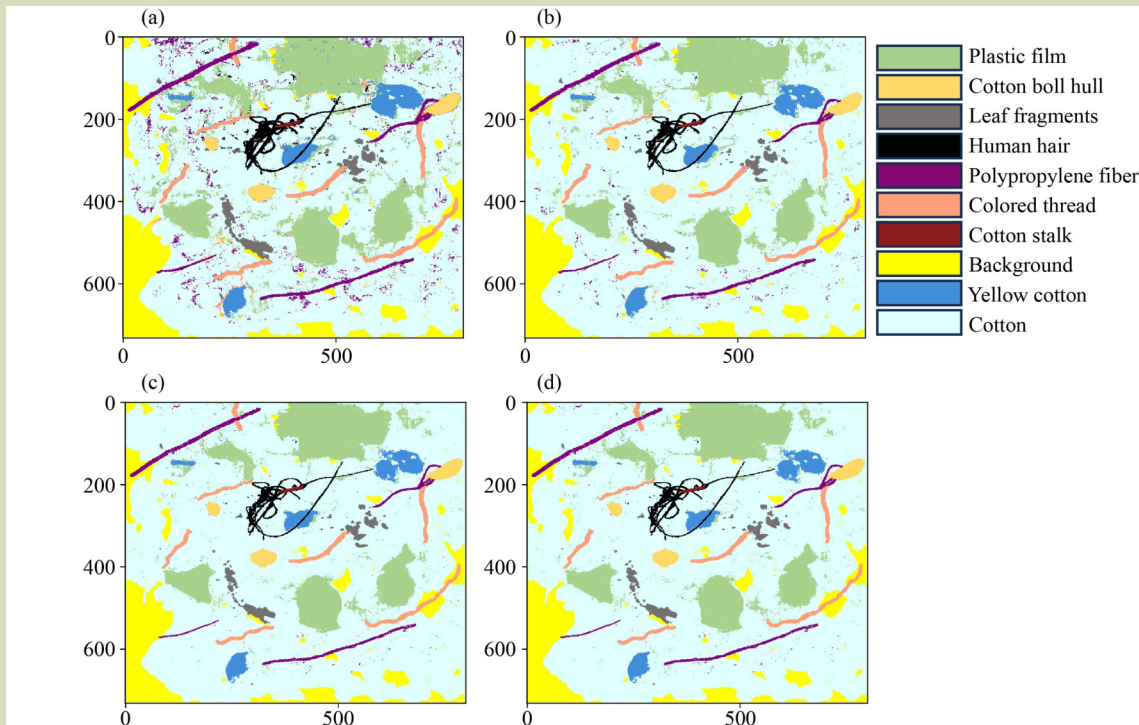 (a)
(b)
0
200
400
600
0
500
0
200
400
600
0
500
Plastic film
Cotton boll hull
Leaf fragments
Human hair
Polypropylene fiber
Colored thread
Cotton stalk
Background
Yellow cotton
Cotton
(c)
(d)
0
200
400
600
0
500
0
200
400
600
0
500